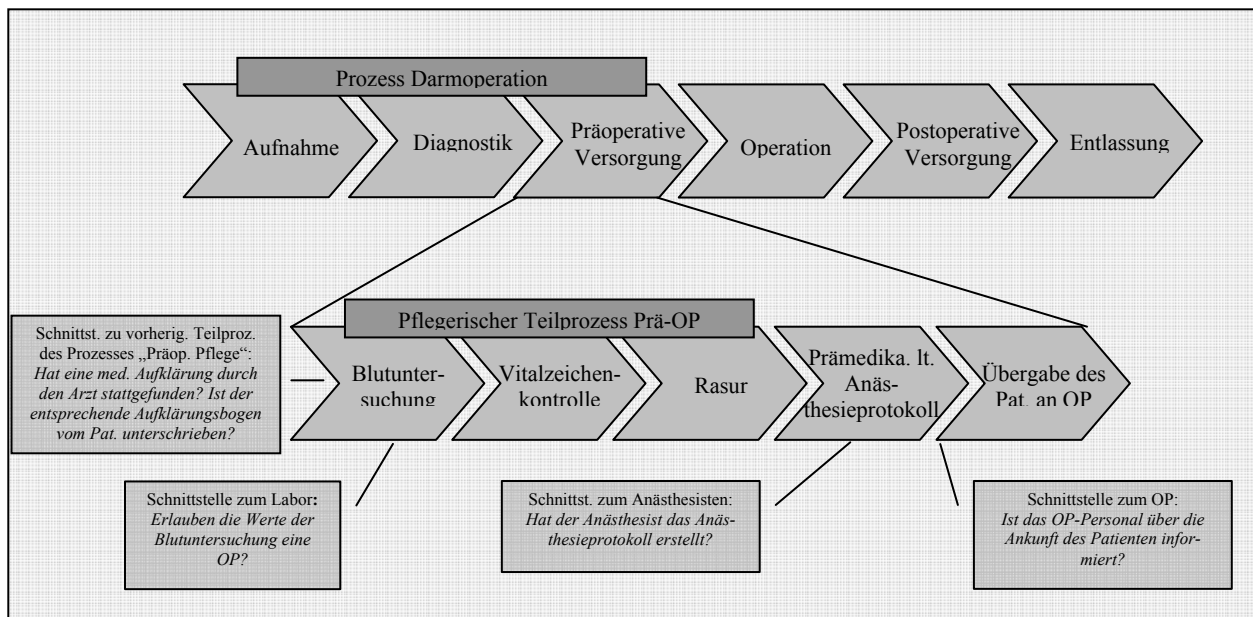 Prozess Darmoperation
Aufnahme
Diagnostik
Präoperative
Versorgung
Operation
Postoperative
Versorgung
Entlassung
Pflegerischer Teilprozess Prä-OP
Schnittst. zu vorherig. Teilproz.
des Prozesses „Präop. Pflege“:
Hat eine med. Aufklärung durch
den Arzt stattgefunden? Ist der
entsprechende Aufklärungsbogen
vom Pat. unterschrieben?
Blutunter-
suchung
Vitalzeichen-
kontrolle
Rasur
Prämedika. lt.
Anäs-
thesieprotokoll
Übergabe des
Pat. an OP
Schnittstelle zum Labor:
Erlauben die Werte der
Blutuntersuchung eine
OP?
Schnittst. zum Anästhesisten:
Hat der Anästhesist das Anäs-
thesieprotokoll erstellt?
Schnittstelle zum OP:
Ist das OP-Personal über die
Ankunft des Patienten infor-
miert?